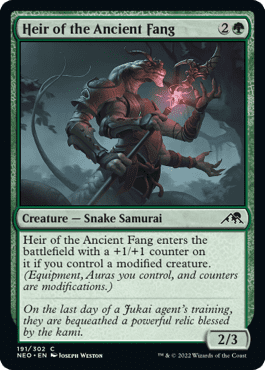 Heir of the Ancient Fang 2
Creature — Snake Samurai
Heir of the Ancient Fang enters the
battlefield with a +1/+1 counter on
it if you control a modified creature.
(Equipment, Auras you control, and counters
are modifications.)
On the last day of a Jukai agent's training,
they are bequeathed a powerful relic blessed
by the kami.
2/3
191/302 C
NEO • EN Joseph Weston ™ & © 2022 Wizards of the Coast